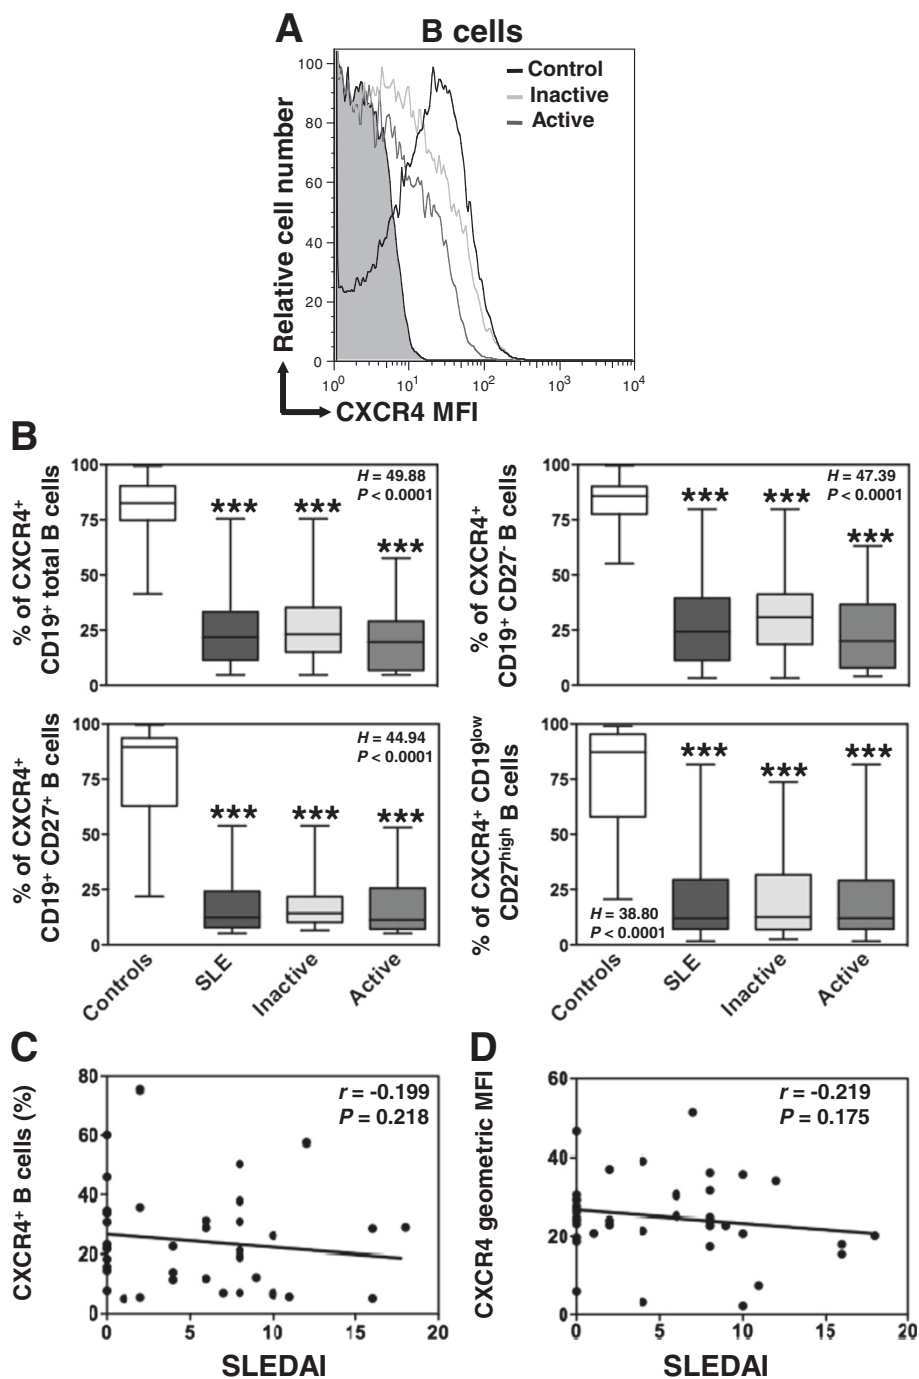 A
B cells
Control
Inactive
Active
Relative cell number
100
80
60
40
20
0
10⁰ 10¹ 10² 10³ 10⁴
CXCR4 MFI
B
% of CXCR4⁺
CD19⁺ total B cells
100
75
50
25
0
H = 49.88
P < 0.0001
*** *** ***
% of CXCR4⁺
CD19⁺ CD27⁻ B cells
100
75
50
25
0
H = 47.39
P < 0.0001
*** *** ***
% of CXCR4⁺
CD19⁺ CD27⁺ B cells
100
75
50
25
0
H = 44.94
P < 0.0001
*** *** ***
Controls SLE Inactive Active
% of CXCR4⁺ CD19ˡᵒʷ
CD27ʰⁱᵍʰ B cells
100
75
50
25
0
H = 38.80
P < 0.0001
*** *** ***
Controls SLE Inactive Active
C
CXCR4⁺ B cells (%)
80
60
40
20
0
r = -0.199
P = 0.218
0 5 10 15 20
SLEDAI
D
CXCR4 geometric MFI
60
40
20
0
r = -0.219
P = 0.175
0 5 10 15 20
SLEDAI